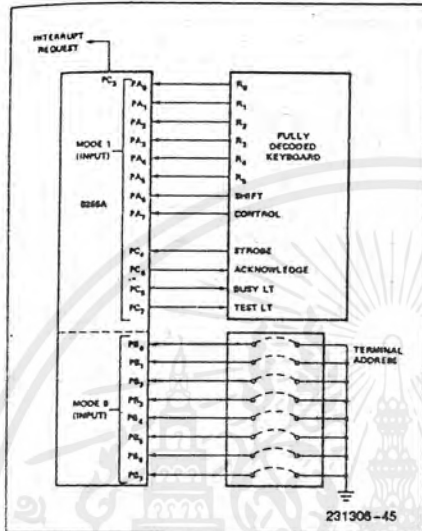 INTERRUPT
REQUEST
PC3
PA0 R0
PA1 R1
PA2 R2
MODE 1 PA3 R3 FULLY
(INPUT) PA4 R4 DECODED
PA5 R5 KEYBOARD
8255A PA6 SHIFT
PA7 CONTROL
PC4 STROBE
PC5 ACKNOWLEDGE
BUSY LT
PC7 TEST LT
PB0 TERMINAL
PB1 ADDRESS
PB2
MODE 0 PB3
(INPUT) PB4
PB5
PB6
231308-45